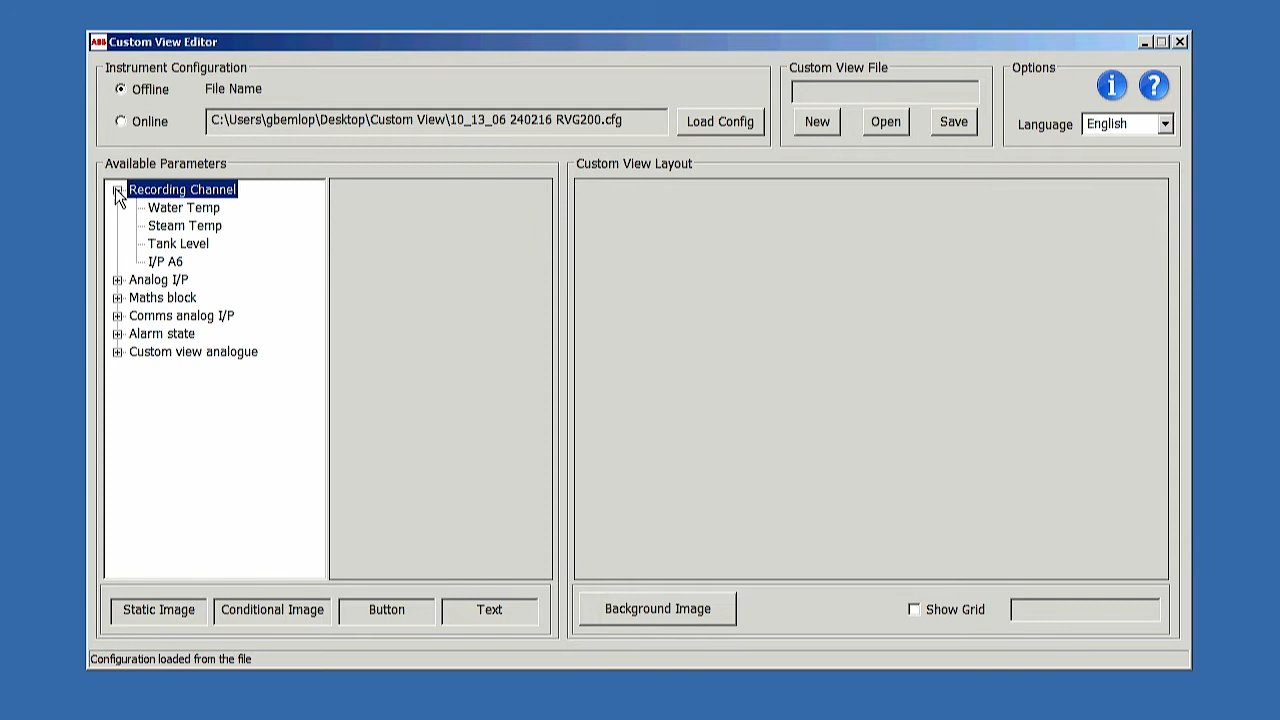 ABB Custom View Editor
Instrument Configuration
Offline
File Name
Online
C:\Users\gbemlop\Desktop\Custom View\10_13_06 240216 RVG200.cfg
Load Config
Custom View File
New
Open
Save
Options
i
?
Language
English
Available Parameters
Recording Channel
Water Temp
Steam Temp
Tank Level
I/P A6
Analog I/P
Maths block
Comms analog I/P
Alarm state
Custom view analogue
Static Image
Conditional Image
Button
Text
Custom View Layout
Background Image
Show Grid
Configuration loaded from the file